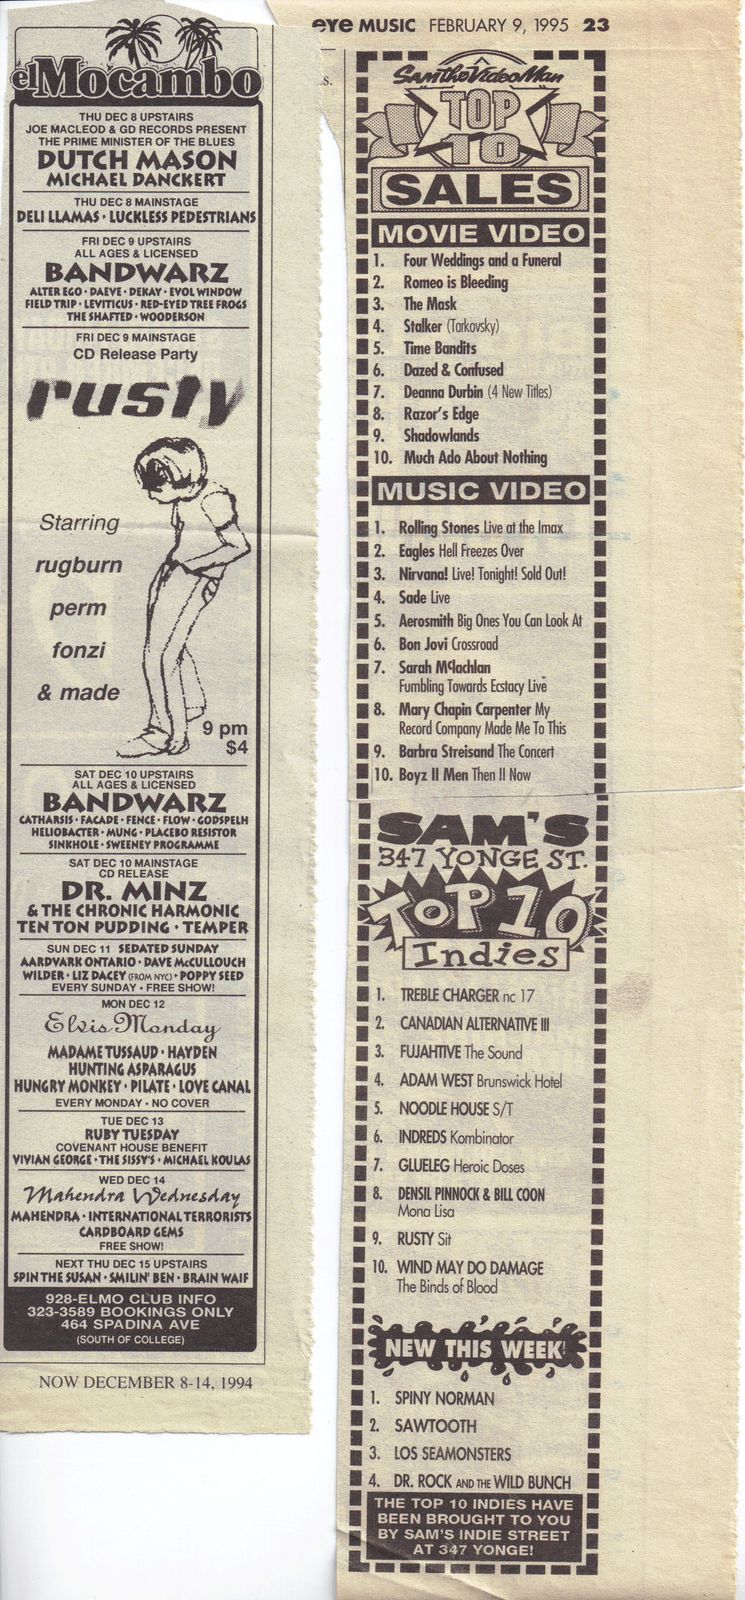 el Mocambo
THU DEC 8 UPSTAIRS
JOE MACLEOD & GD RECORDS PRESENT
THE PRIME MINISTER OF THE BLUES
DUTCH MASON
MICHAEL DANCKERT
THU DEC 8 MAINSTAGE
DELI LLAMAS · LUCKLESS PEDESTRIANS
FRI DEC 9 UPSTAIRS
ALL AGES & LICENSED
BANDWARZ
ALTER EGO · DAEVE · DEKAY · EVOL WINDOW
FIELD TRIP · LEVITICUS · RED-EYED TREE FROGS
THE SHAFTED · WOODERSON
FRI DEC 9 MAINSTAGE
CD Release Party
rusty
Starring
rugburn
perm
fonzi
& made
9 pm
$4
SAT DEC 10 UPSTAIRS
ALL AGES & LICENSED
BANDWARZ
CATHARSIS · FACADE · FENCE · FLOW · GODSPELH
HELIOBACTER · MUNG · PLACEBO RESISTOR
SINKHOLE · SWEENEY PROGRAMME
SAT DEC 10 MAINSTAGE
CD RELEASE
DR. MINZ
& THE CHRONIC HARMONIC
TEN TON PUDDING · TEMPER
SUN DEC 11 SEDATED SUNDAY
AARDVARK ONTARIO · DAVE McCULLOUCH
WILDER · LIZ DACEY (FROM NYC) · POPPY SEED
EVERY SUNDAY · FREE SHOW!
MON DEC 12
Elvis Monday
MADAME TUSSAUD · HAYDEN
HUNTING ASPARAGUS
HUNGRY MONKEY · PILATE · LOVE CANAL
EVERY MONDAY · NO COVER
TUE DEC 13
RUBY TUESDAY
COVENANT HOUSE BENEFIT
VIVIAN GEORGE · THE SISSY'S · MICHAEL KOULAS
WED DEC 14
Mahendra Wednesday
MAHENDRA · INTERNATIONAL TERRORISTS
CARDBOARD GEMS
FREE SHOW!
NEXT THU DEC 15 UPSTAIRS
SPIN THE SUSAN · SMILIN' BEN · BRAIN WAIF
928-ELMO CLUB INFO
323-3589 BOOKINGS ONLY
464 SPADINA AVE
(SOUTH OF COLLEGE)
NOW DECEMBER 8-14, 1994
eye MUSIC FEBRUARY 9, 1995 23
s.
Sam the Video Man
TOP
10
SALES
MOVIE VIDEO
1. Four Weddings and a Funeral
2. Romeo is Bleeding
3. The Mask
4. Stalker (Tarkovsky)
5. Time Bandits
6. Dazed & Confused
7. Deanna Durbin (4 New Titles)
8. Razor's Edge
9. Shadowlands
10. Much Ado About Nothing
MUSIC VIDEO
1. Rolling Stones Live at the Imax
2. Eagles Hell Freezes Over
3. Nirvana! Live! Tonight! Sold Out!
4. Sade Live
5. Aerosmith Big Ones You Can Look At
6. Bon Jovi Crossroad
7. Sarah Mclachlan
Fumbling Towards Ecstacy Live
8. Mary Chapin Carpenter My
Record Company Made Me To This
9. Barbra Streisand The Concert
10. Boyz II Men Then II Now
SAM'S
347 YONGE ST.
TOP 10
Indies
1. TREBLE CHARGER nc 17
2. CANADIAN ALTERNATIVE III
3. FUJAHTIVE The Sound
4. ADAM WEST Brunswick Hotel
5. NOODLE HOUSE S/T
6. INDREDS Kombinator
7. GLUELEG Heroic Doses
8. DENSIL PINNOCK & BILL COON
Mona Lisa
9. RUSTY Sit
10. WIND MAY DO DAMAGE
The Binds of Blood
NEW THIS WEEK!
1. SPINY NORMAN
2. SAWTOOTH
3. LOS SEAMONSTERS
4. DR. ROCK AND THE WILD BUNCH
THE TOP 10 INDIES HAVE
BEEN BROUGHT TO YOU
BY SAM'S INDIE STREET
AT 347 YONGE!